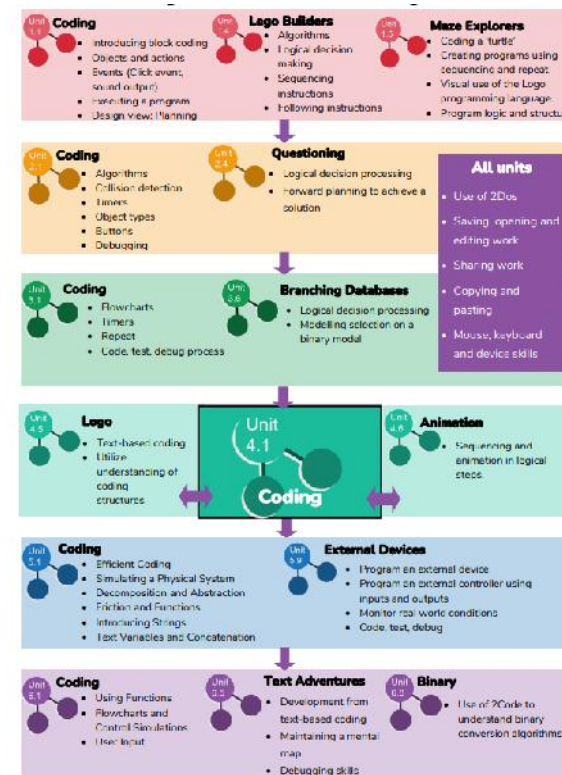 Unit
1.7
Coding
• Introducing block coding
• Objects and actions
• Events (Click event,
sound output)
• Executing a program
• Design view: Planning
Unit
1.4
Lego Builders
• Algorithms
• Logical decision
making
• Sequencing
instructions
• Following instructions
Unit
1.5
Maze Explorers
• Coding a 'turtle'
• Creating programs using
sequencing and repeat.
• Visual use of the Logo
programming language.
• Program logic and structu
Unit
2.1
Coding
• Algorithms
• Collision detection
• Timers
• Object types
• Buttons
• Debugging
Unit
2.4
Questioning
• Logical decision processing
• Forward planning to achieve a
solution
All units
• Use of 2Dos
• Saving, opening and
editing work
• Sharing work
• Copying and
pasting
• Mouse, keyboard
and device skills
Unit
3.1
Coding
• Flowcharts
• Timers
• Repeat
• Code, test, debug process
Unit
3.6
Branching Databases
• Logical decision processing
• Modelling selection on a
binary model
Unit
4.5
Logo
• Text-based coding
• Utilize
understanding of
coding
structures
Unit
4.1
Coding
Unit
4.6
Animation
• Sequencing and
animation in logical
steps.
Unit
5.1
Coding
• Efficient Coding
• Simulating a Physical System
• Decomposition and Abstraction
• Friction and Functions
• Introducing Strings
• Text Variables and Concatenation
Unit
5.9
External Devices
• Program an external device
• Program an external controller using
inputs and outputs
• Monitor real world conditions
• Code, test, debug
Unit
6.1
Coding
• Using Functions
• Flowcharts and
Control Simulations
• User Input
Unit
6.5
Text Adventures
• Development from
text-based coding
• Maintaining a mental
map
• Debugging skills
Unit
Binary
• Use of 2Code to
understand binary
conversion algorithms